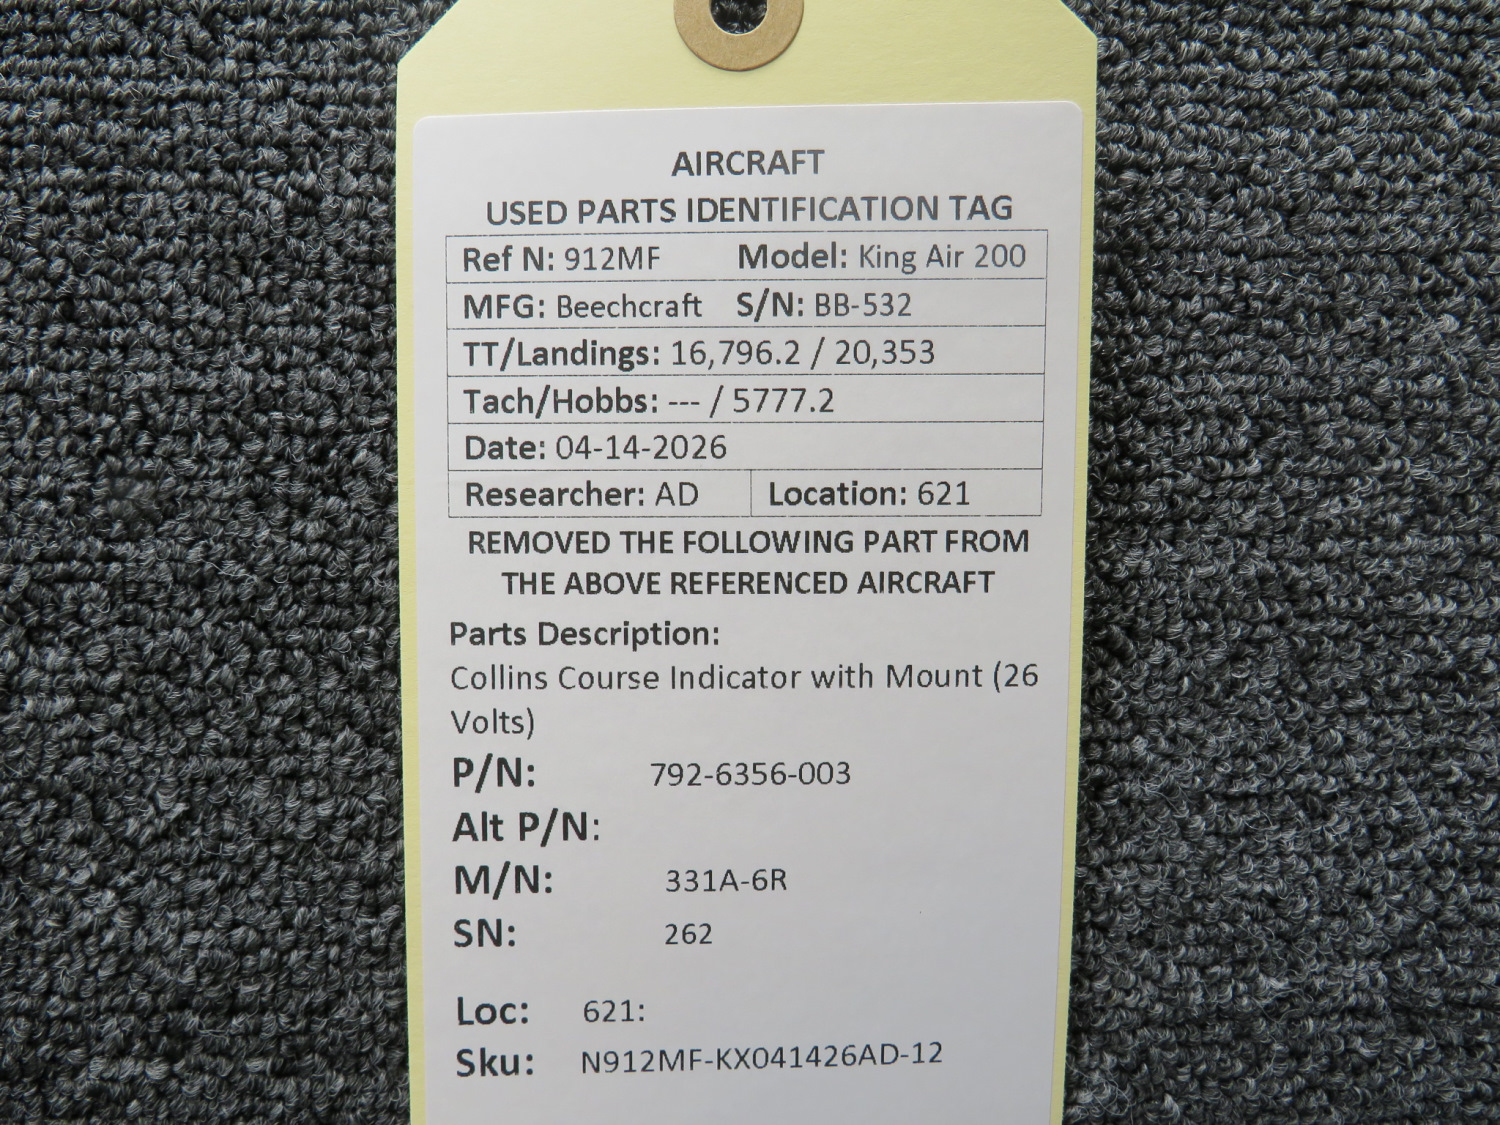 AIRCRAFT
USED PARTS IDENTIFICATION TAG
Ref N: 912MF Model: King Air 200
MFG: Beechcraft S/N: BB-532
TT/Landings: 16,796.2 / 20,353
Tach/Hobbs: --- / 5777.2
Date: 04-14-2026
Researcher: AD Location: 621
REMOVED THE FOLLOWING PART FROM
THE ABOVE REFERENCED AIRCRAFT
Parts Description:
Collins Course Indicator with Mount (26
Volts)
P/N: 792-6356-003
Alt P/N:
M/N: 331A-6R
SN: 262
Loc: 621:
Sku: N912MF-KX041426AD-12